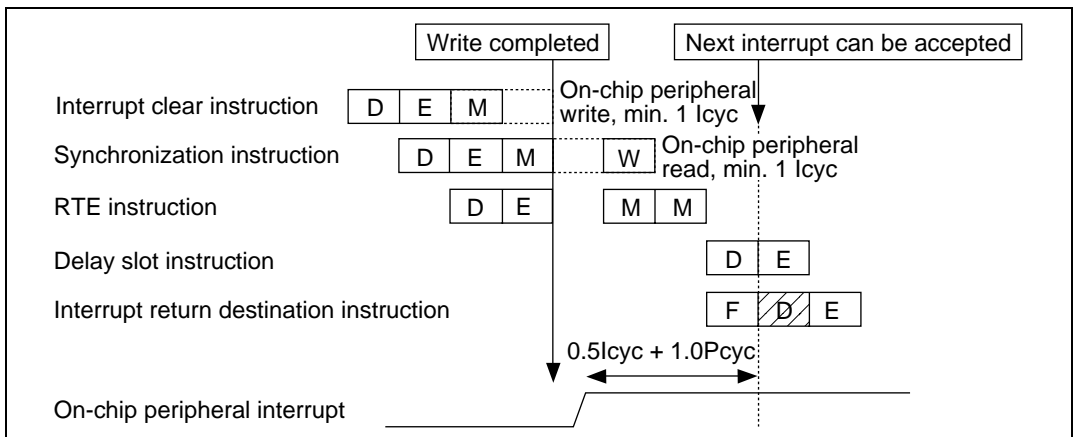 Write completed
Next interrupt can be accepted
Interrupt clear instruction
D E M
On-chip peripheral
write, min. 1 Icyc
Synchronization instruction
D E M W
On-chip peripheral
read, min. 1 Icyc
RTE instruction
D E M M
Delay slot instruction
D E
Interrupt return destination instruction
F D E
0.5Icyc + 1.0Pcyc
On-chip peripheral interrupt